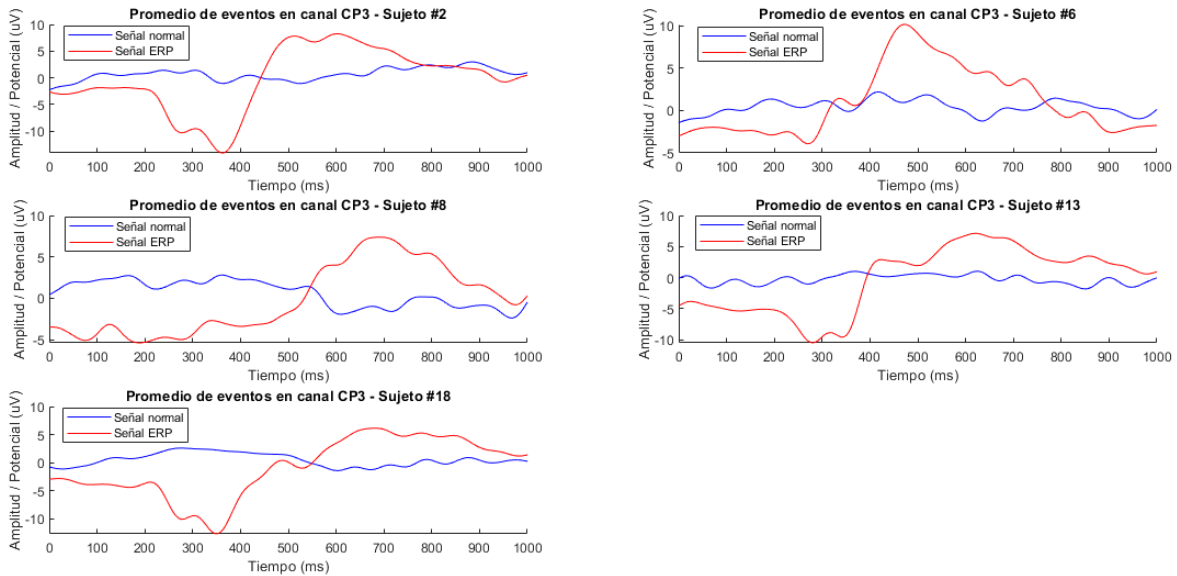 Promedio de eventos en canal CP3 - Sujeto #2
Amplitud / Potencial (uV)
10
5
0
-5
-10
Señal normal
Señal ERP
0 100 200 300 400 500 600 700 800 900 1000
Tiempo (ms)
Promedio de eventos en canal CP3 - Sujeto #6
Amplitud / Potencial (uV)
10
5
0
-5
Señal normal
Señal ERP
0 100 200 300 400 500 600 700 800 900 1000
Tiempo (ms)
Promedio de eventos en canal CP3 - Sujeto #8
Amplitud / Potencial (uV)
10
5
0
-5
Señal normal
Señal ERP
0 100 200 300 400 500 600 700 800 900 1000
Tiempo (ms)
Promedio de eventos en canal CP3 - Sujeto #13
Amplitud / Potencial (uV)
10
5
0
-5
-10
Señal normal
Señal ERP
0 100 200 300 400 500 600 700 800 900 1000
Tiempo (ms)
Promedio de eventos en canal CP3 - Sujeto #18
Amplitud / Potencial (uV)
10
5
0
-5
-10
Señal normal
Señal ERP
0 100 200 300 400 500 600 700 800 900 1000
Tiempo (ms)